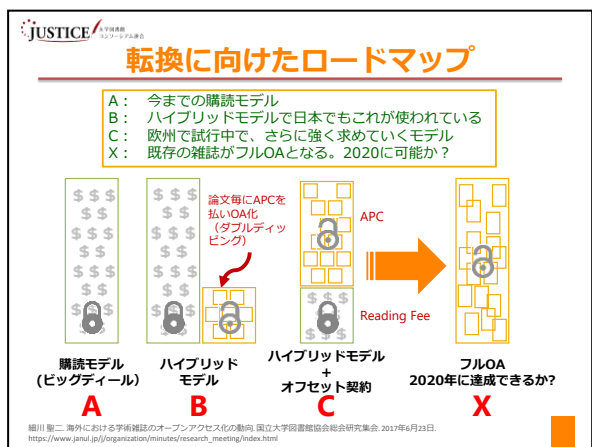 JUSTICE 大学図書館
コンソーシアム連合
転換に向けたロードマップ
A： 今までの購読モデル
B： ハイブリッドモデルで日本でもこれが使われている
C： 欧州で試行中で、さらに強く求めていくモデル
X： 既存の雑誌がフルOAとなる。2020に可能か？
論文毎にAPCを
払いOA化
（ダブルディッ
ピング）
APC
Reading Fee
購読モデル
(ビッグディール)
A
ハイブリッド
モデル
B
ハイブリッドモデル
+
オフセット契約
C
フルOA
2020年に達成できるか?
X
細川 聖二. 海外における学術雑誌のオープンアクセス化の動向. 国立大学図書館協会総会研究集会. 2017年6月23日.
https://www.janul.jp/j/organization/minutes/research_meeting/index.html